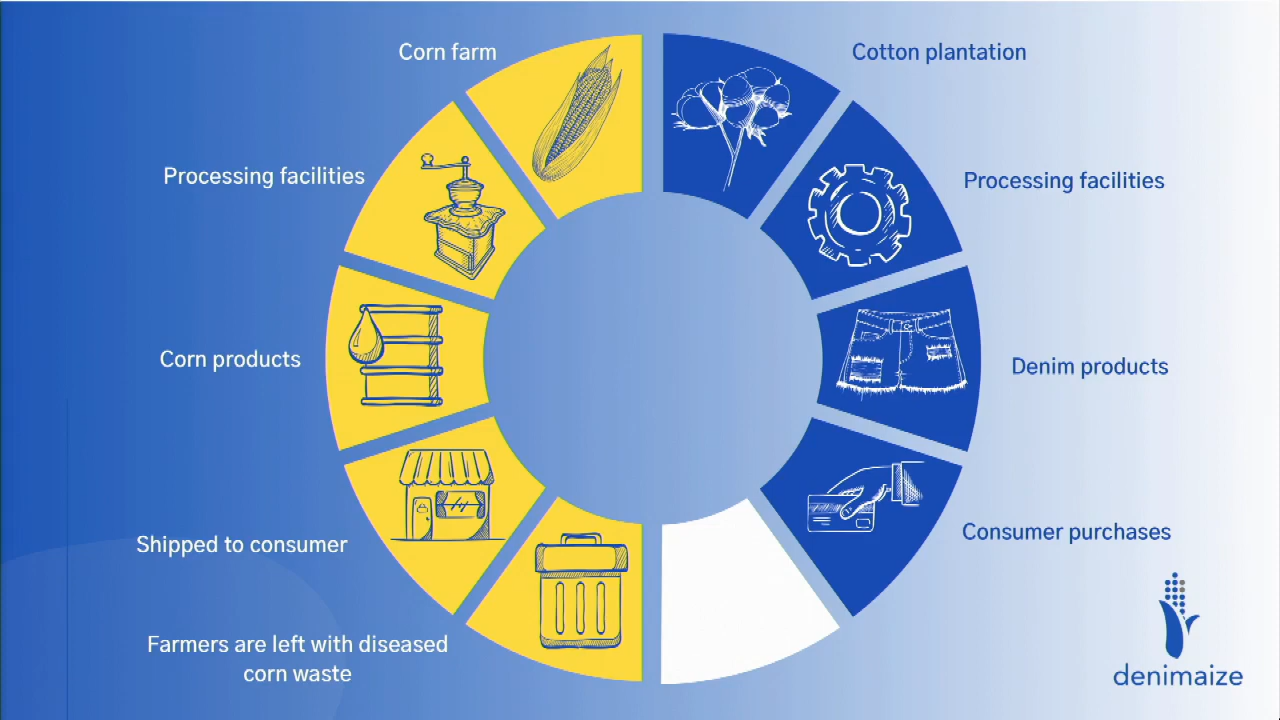 Corn farm
Cotton plantation
Processing facilities
Processing facilities
Corn products
Denim products
Shipped to consumer
Consumer purchases
Farmers are left with diseased
corn waste
denimaize